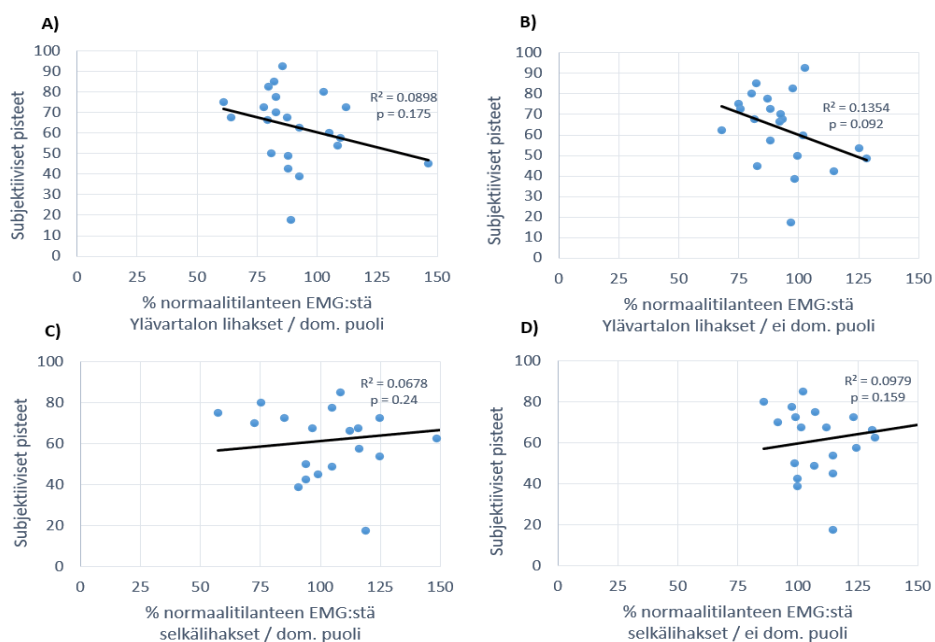 A)
Subjektiiviset pisteet
100
90
80
70
60
50
40
30
20
10
0
R² = 0.0898
p = 0.175
0 25 50 75 100 125 150
% normaalitilanteen EMG:stä
Ylävartalon lihakset / dom. puoli
B)
Subjektiiviset pisteet
100
90
80
70
60
50
40
30
20
10
0
R² = 0.1354
p = 0.092
0 25 50 75 100 125 150
% normaalitilanteen EMG:stä
Ylävartalon lihakset / ei dom. puoli
C)
Subjektiiviset pisteet
100
80
60
40
20
0
R² = 0.0678
p = 0.24
0 25 50 75 100 125 150
% normaalitilanteen EMG:stä
selkälihakset / dom. puoli
D)
Subjektiiviset pisteet
100
80
60
40
20
0
R² = 0.0979
p = 0.159
0 25 50 75 100 125 150
% normaalitilanteen EMG:stä
selkälihakset / ei dom. puoli